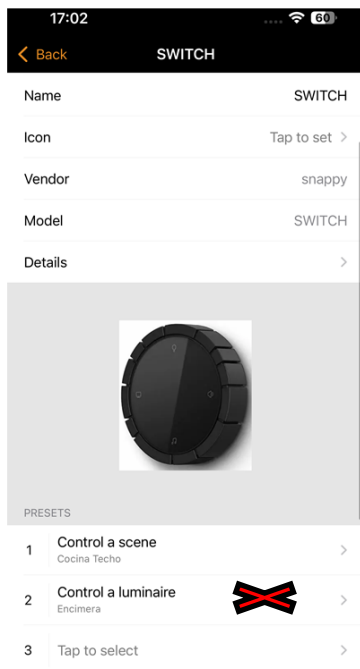 17:02
60
Back
SWITCH
Name
SWITCH
Icon
Tap to set
Vendor
snappy
Model
SWITCH
Details
PRESETS
1
Control a scene
Cocina Techo
2
Control a luminaire
Encimera
3
Tap to select